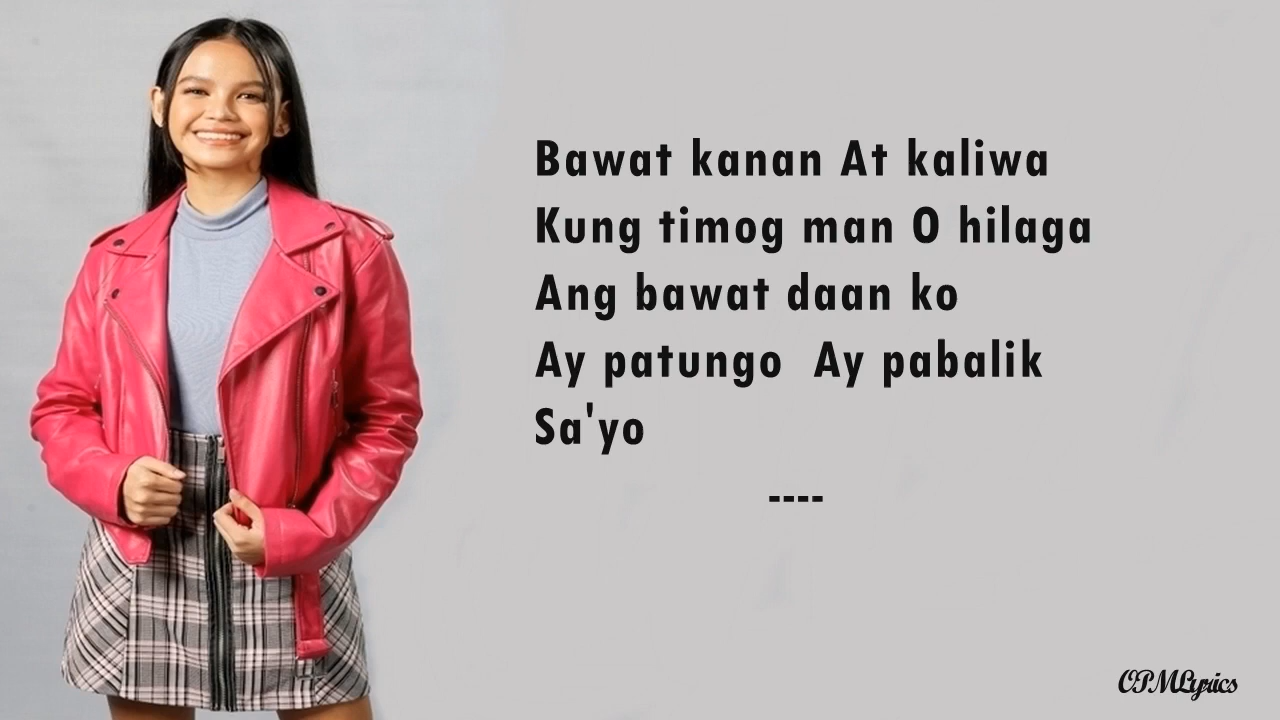 Bawat kanan At kaliwa
Kung timog man O hilaga
Ang bawat daan ko
Ay patungo  Ay pabalik
Sa'yo
----
OPMLyrics